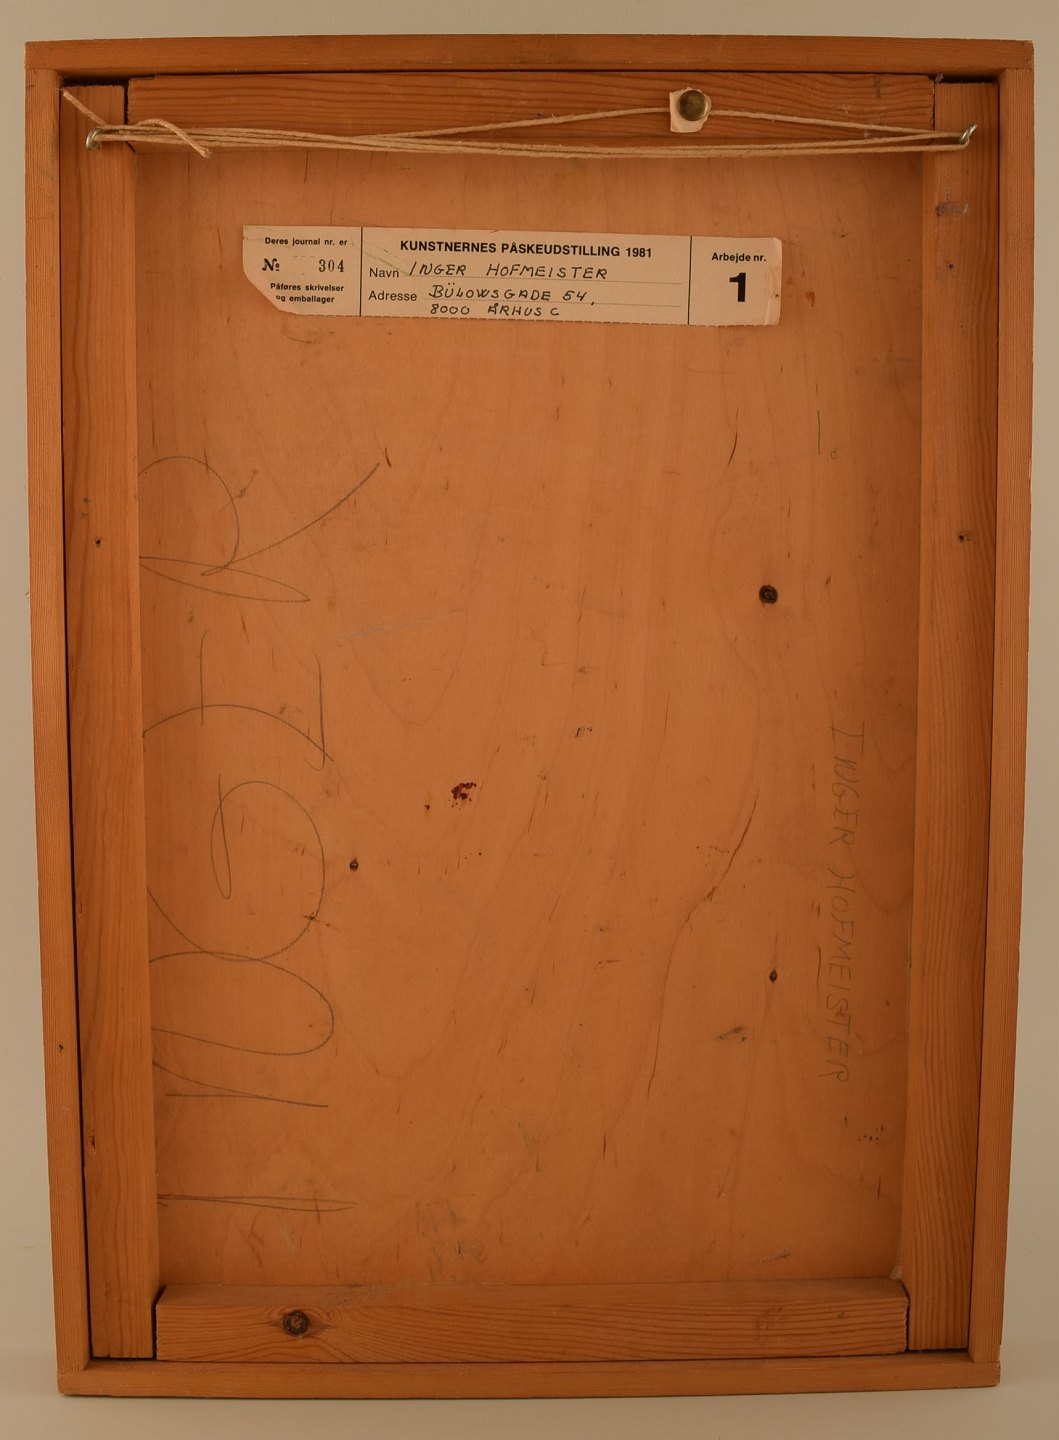 Deres journal nr. er
№ 304
Påføres skrivelser
og emballager
KUNSTNERNES PÅSKEUDSTILLING 1981
Navn INGER HOFMEISTER
Adresse BÜLOWSGADE 54,
8000 ÅRHUS C
Arbejde nr.
1
INGER
INGER HOFMEISTER